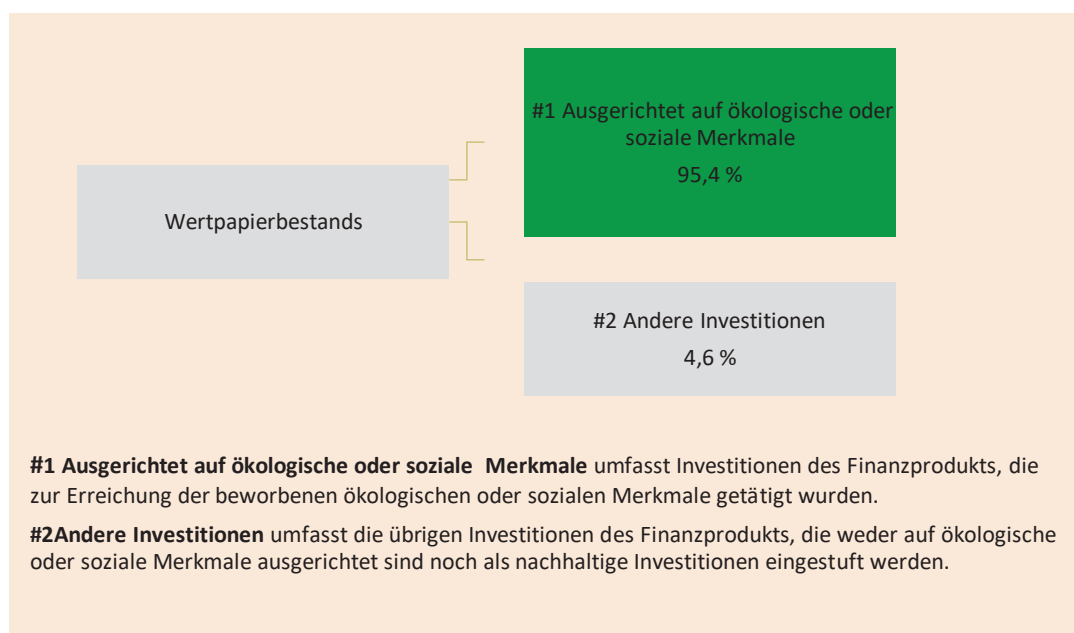 #1 Ausgerichtet auf ökologische oder
soziale Merkmale
95,4 %
Wertpapierbestands
#2 Andere Investitionen
4,6 %
#1 Ausgerichtet auf ökologische oder soziale Merkmale umfasst Investitionen des Finanzprodukts, die
zur Erreichung der beworbenen ökologischen oder sozialen Merkmale getätigt wurden.
#2Andere Investitionen umfasst die übrigen Investitionen des Finanzprodukts, die weder auf ökologische
oder soziale Merkmale ausgerichtet sind noch als nachhaltige Investitionen eingestuft werden.